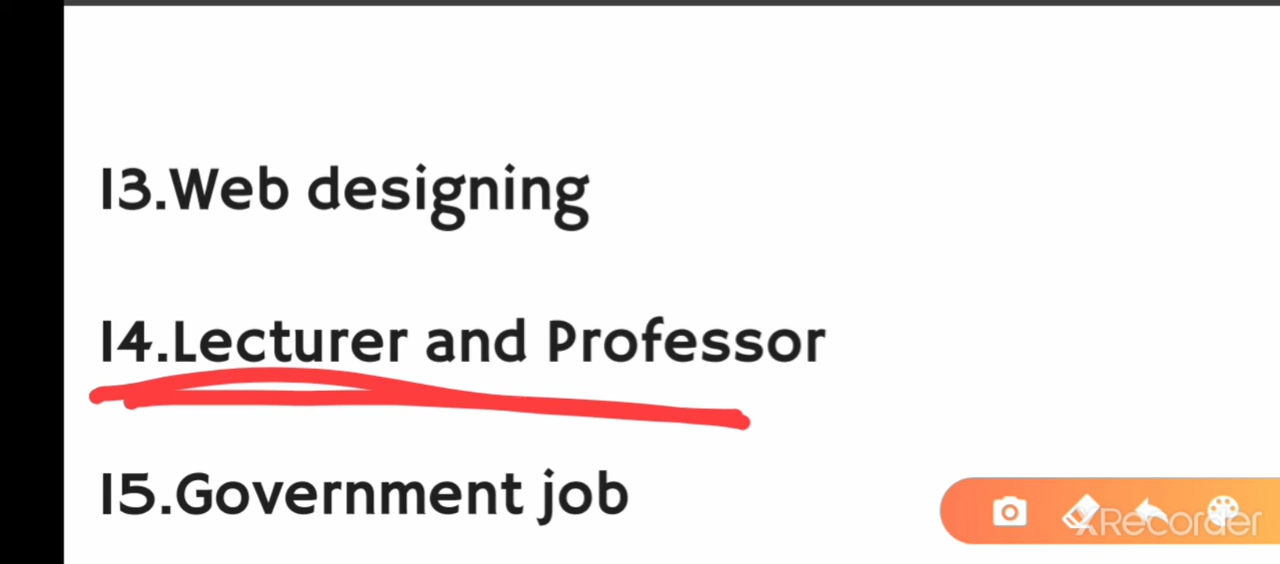 13.Web designing
14.Lecturer and Professor
15.Government job
XRecorder